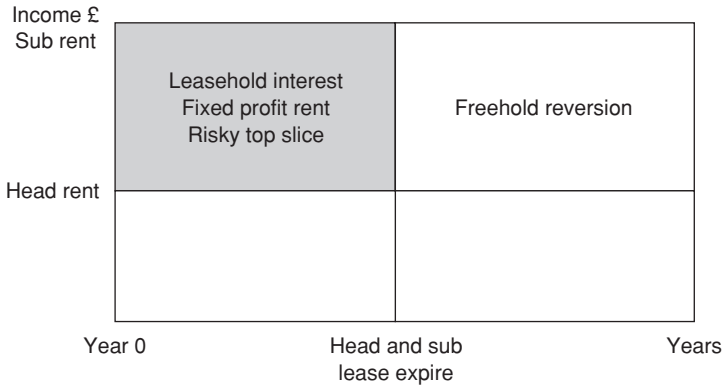 Income £
Sub rent
Leasehold interest
Fixed profit rent
Risky top slice
Freehold reversion
Head rent
Year 0
Head and sub
lease expire
Years